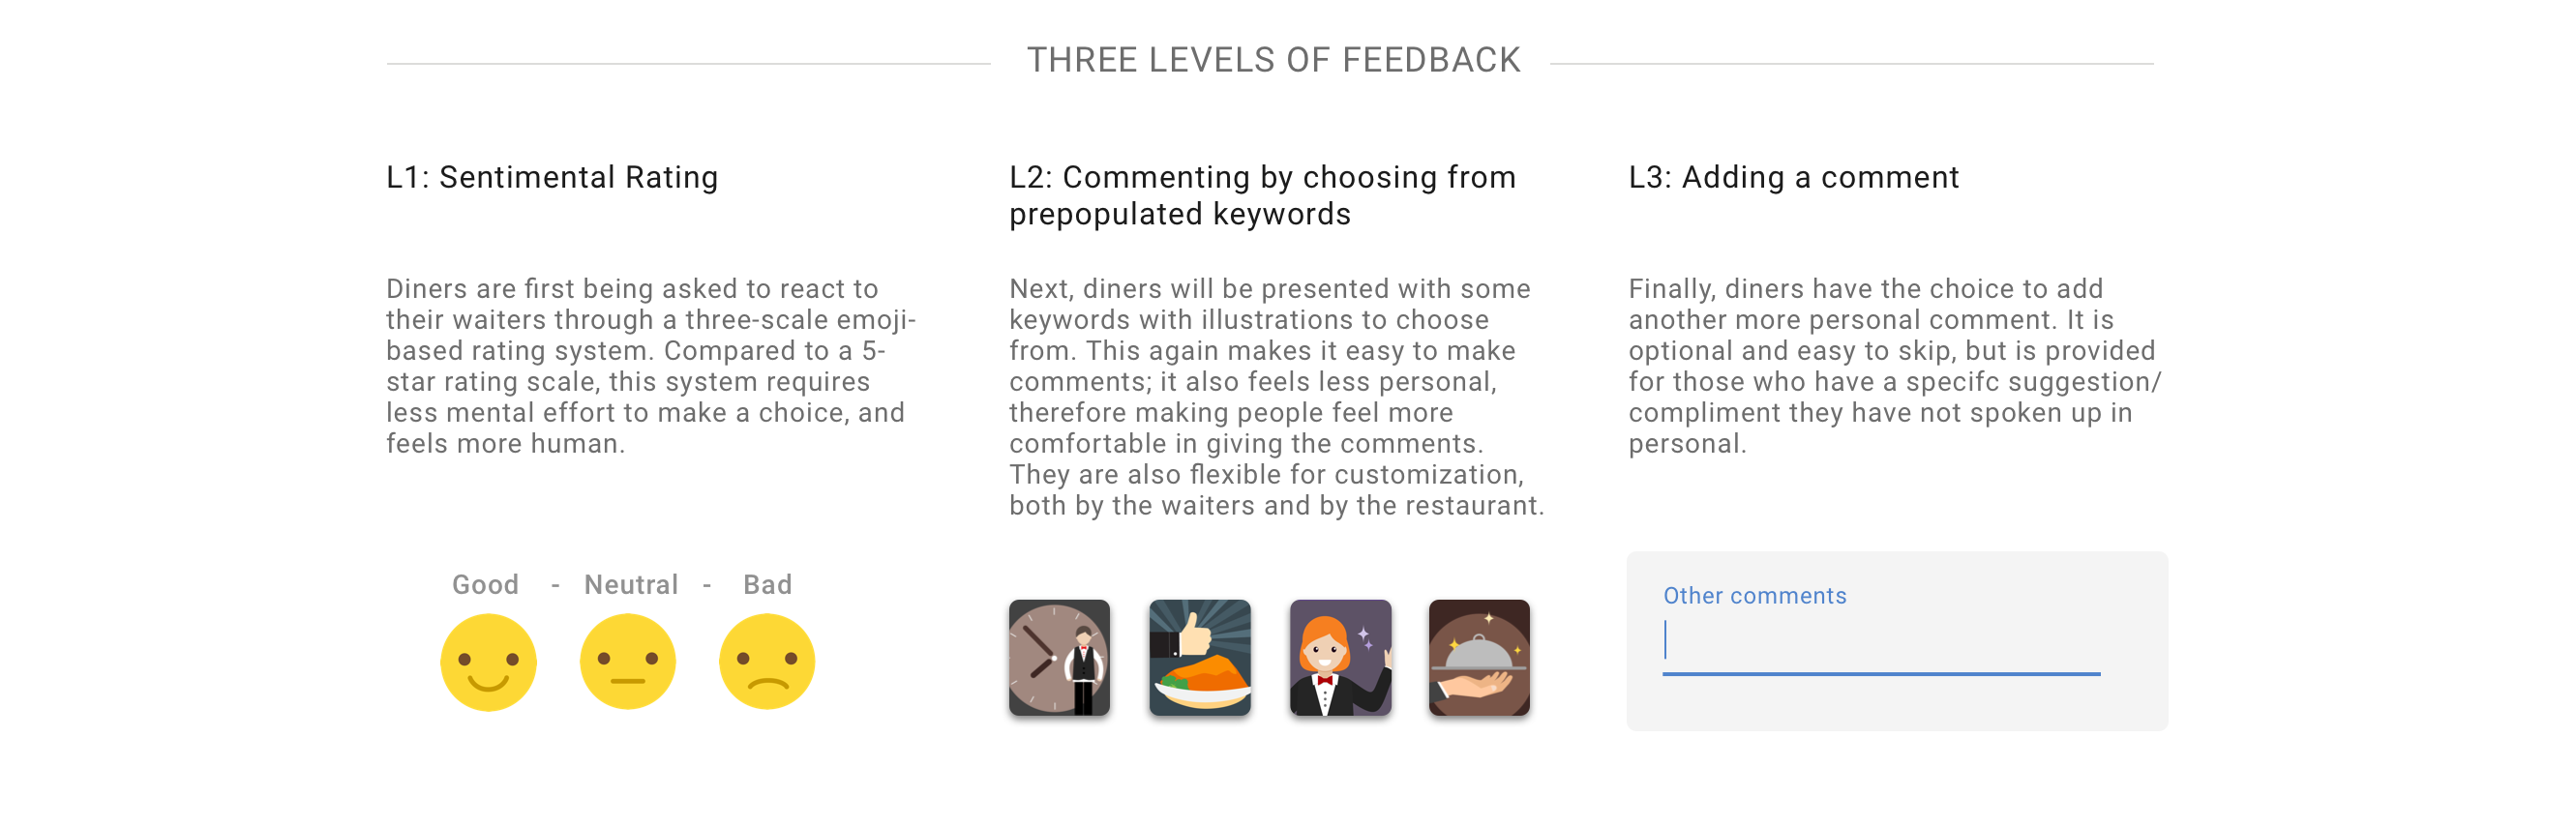 THREE LEVELS OF FEEDBACK
L1: Sentimental Rating
Diners are first being asked to react to
their waiters through a three-scale emoji-
based rating system. Compared to a 5-
star rating scale, this system requires
less mental effort to make a choice, and
feels more human.
Good - Neutral - Bad
L2: Commenting by choosing from
prepopulated keywords
Next, diners will be presented with some
keywords with illustrations to choose
from. This again makes it easy to make
comments; it also feels less personal,
therefore making people feel more
comfortable in giving the comments.
They are also flexible for customization,
both by the waiters and by the restaurant.
L3: Adding a comment
Finally, diners have the choice to add
another more personal comment. It is
optional and easy to skip, but is provided
for those who have a specifc suggestion/
compliment they have not spoken up in
personal.
Other comments